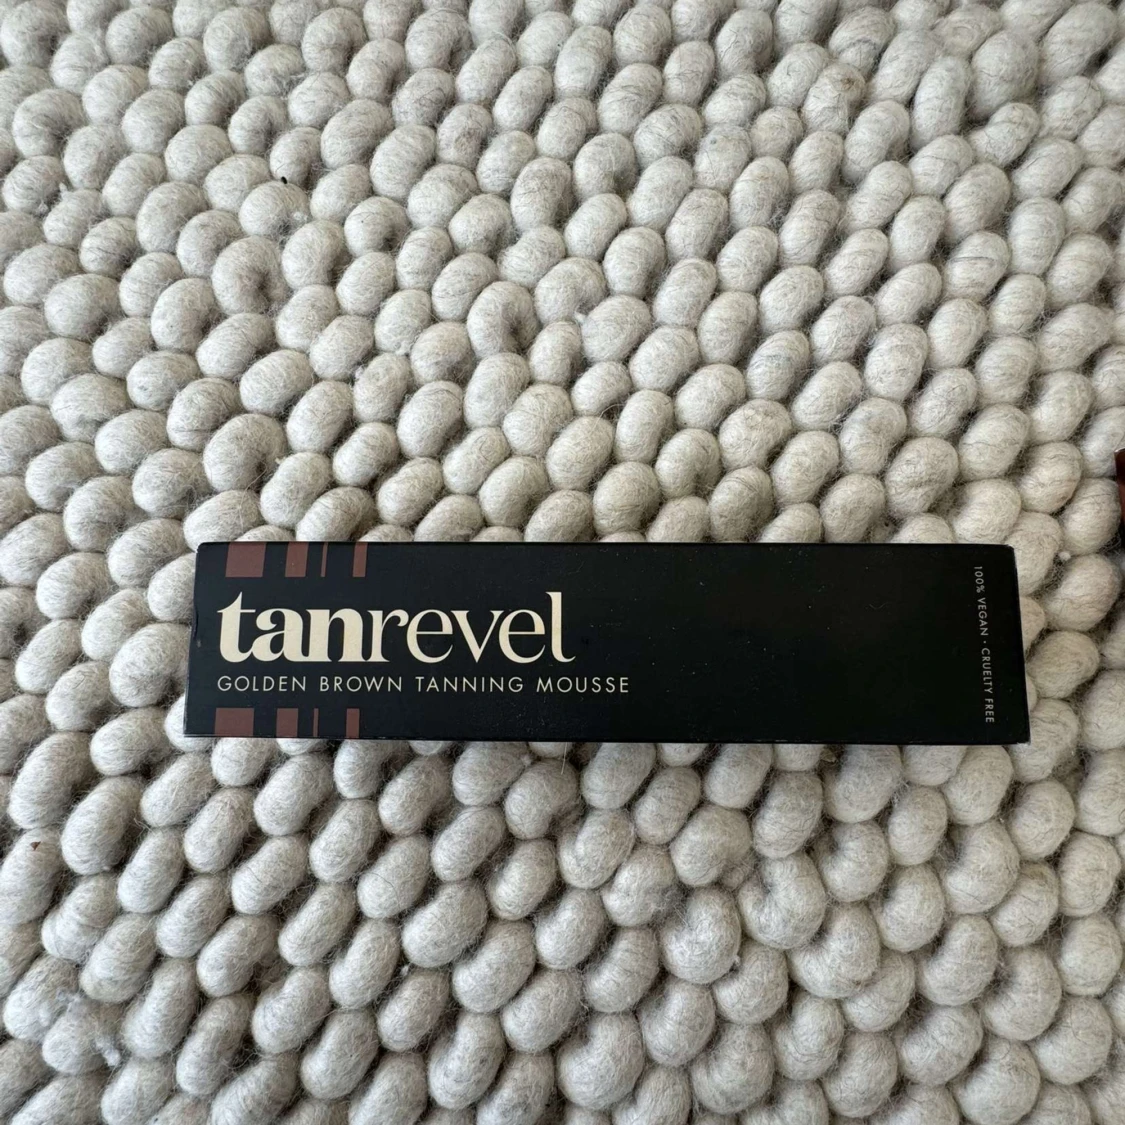 tanrevel
GOLDEN BROWN TANNING MOUSSE
100% VEGAN · CRUELTY FREE